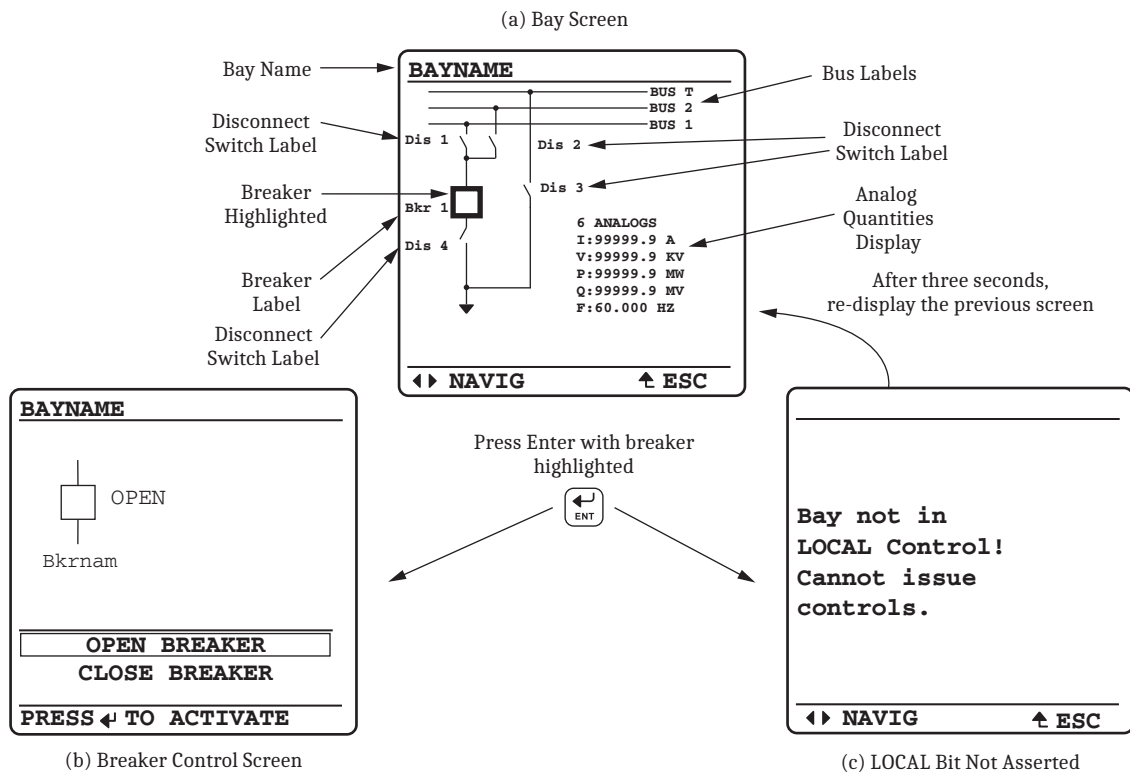 (a) Bay Screen
Bay Name
BAYNAME
Bus Labels
BUS T
BUS 2
BUS 1
Disconnect
Switch Label
Dis 1
Dis 2
Disconnect
Switch Label
Breaker
Highlighted
Dis 3
Bkr 1
Analog
Quantities
Display
Dis 4
6 ANALOGS
I:99999.9 A
V:99999.9 KV
P:99999.9 MW
Q:99999.9 MV
F:60.000 HZ
Breaker
Label
After three seconds,
re-display the previous screen
Disconnect
Switch Label
NAVIG ESC
BAYNAME
OPEN
Bkrnam
OPEN BREAKER
CLOSE BREAKER
PRESS TO ACTIVATE
(b) Breaker Control Screen
Press Enter with breaker
highlighted
ENT
Bay not in
LOCAL Control!
Cannot issue
controls.
NAVIG ESC
(c) LOCAL Bit Not Asserted